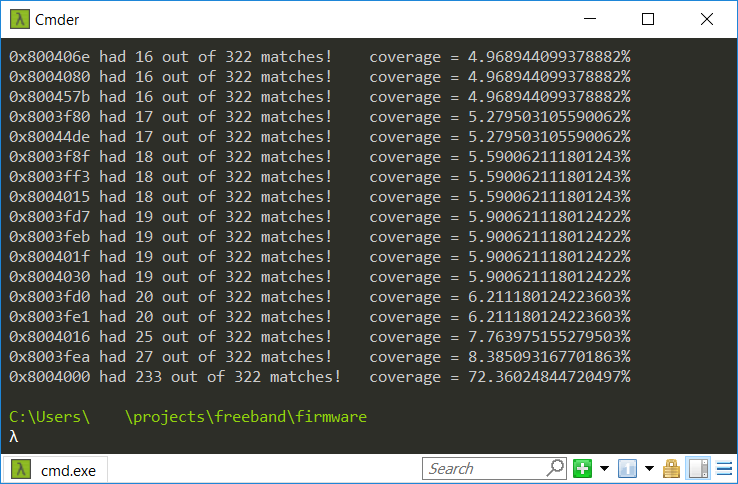 λ Cmder
0x800406e had 16 out of 322 matches!    coverage = 4.968944099378882%
0x8004080 had 16 out of 322 matches!    coverage = 4.968944099378882%
0x800457b had 16 out of 322 matches!    coverage = 4.968944099378882%
0x8003f80 had 17 out of 322 matches!    coverage = 5.279503105590062%
0x80044de had 17 out of 322 matches!    coverage = 5.279503105590062%
0x8003f8f had 18 out of 322 matches!    coverage = 5.590062111801243%
0x8003ff3 had 18 out of 322 matches!    coverage = 5.590062111801243%
0x8004015 had 18 out of 322 matches!    coverage = 5.590062111801243%
0x8003fd7 had 19 out of 322 matches!    coverage = 5.900621118012422%
0x8003feb had 19 out of 322 matches!    coverage = 5.900621118012422%
0x800401f had 19 out of 322 matches!    coverage = 5.900621118012422%
0x8004030 had 19 out of 322 matches!    coverage = 5.900621118012422%
0x8003fd0 had 20 out of 322 matches!    coverage = 6.211180124223603%
0x8003fe1 had 20 out of 322 matches!    coverage = 6.211180124223603%
0x8004016 had 25 out of 322 matches!    coverage = 7.763975155279503%
0x8003fea had 27 out of 322 matches!    coverage = 8.385093167701863%
0x8004000 had 233 out of 322 matches!   coverage = 72.36024844720497%
C:\Users\    \projects\freeband\firmware
λ
λ cmd.exe
Search
1